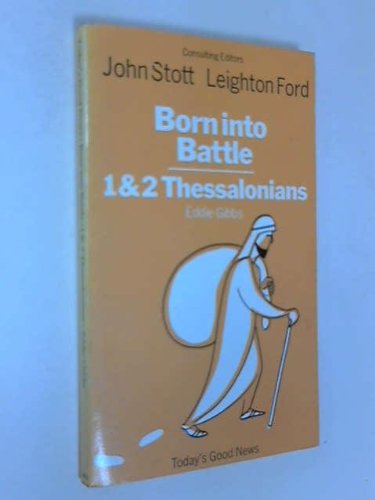 Consulting Editors
John Stott Leighton Ford
Born into
Battle
1 & 2 Thessalonians
Eddie Gibbs
Today's Good News